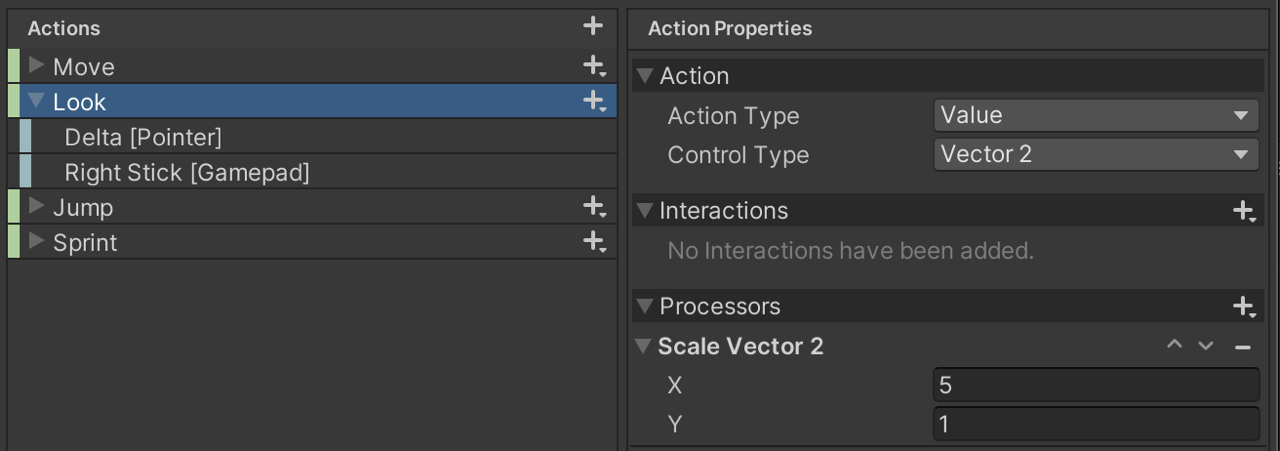 Actions
Move
Look
Delta [Pointer]
Right Stick [Gamepad]
Jump
Sprint
Action Properties
Action
Action Type Value
Control Type Vector 2
Interactions
No Interactions have been added.
Processors
Scale Vector 2
X 5
Y 1